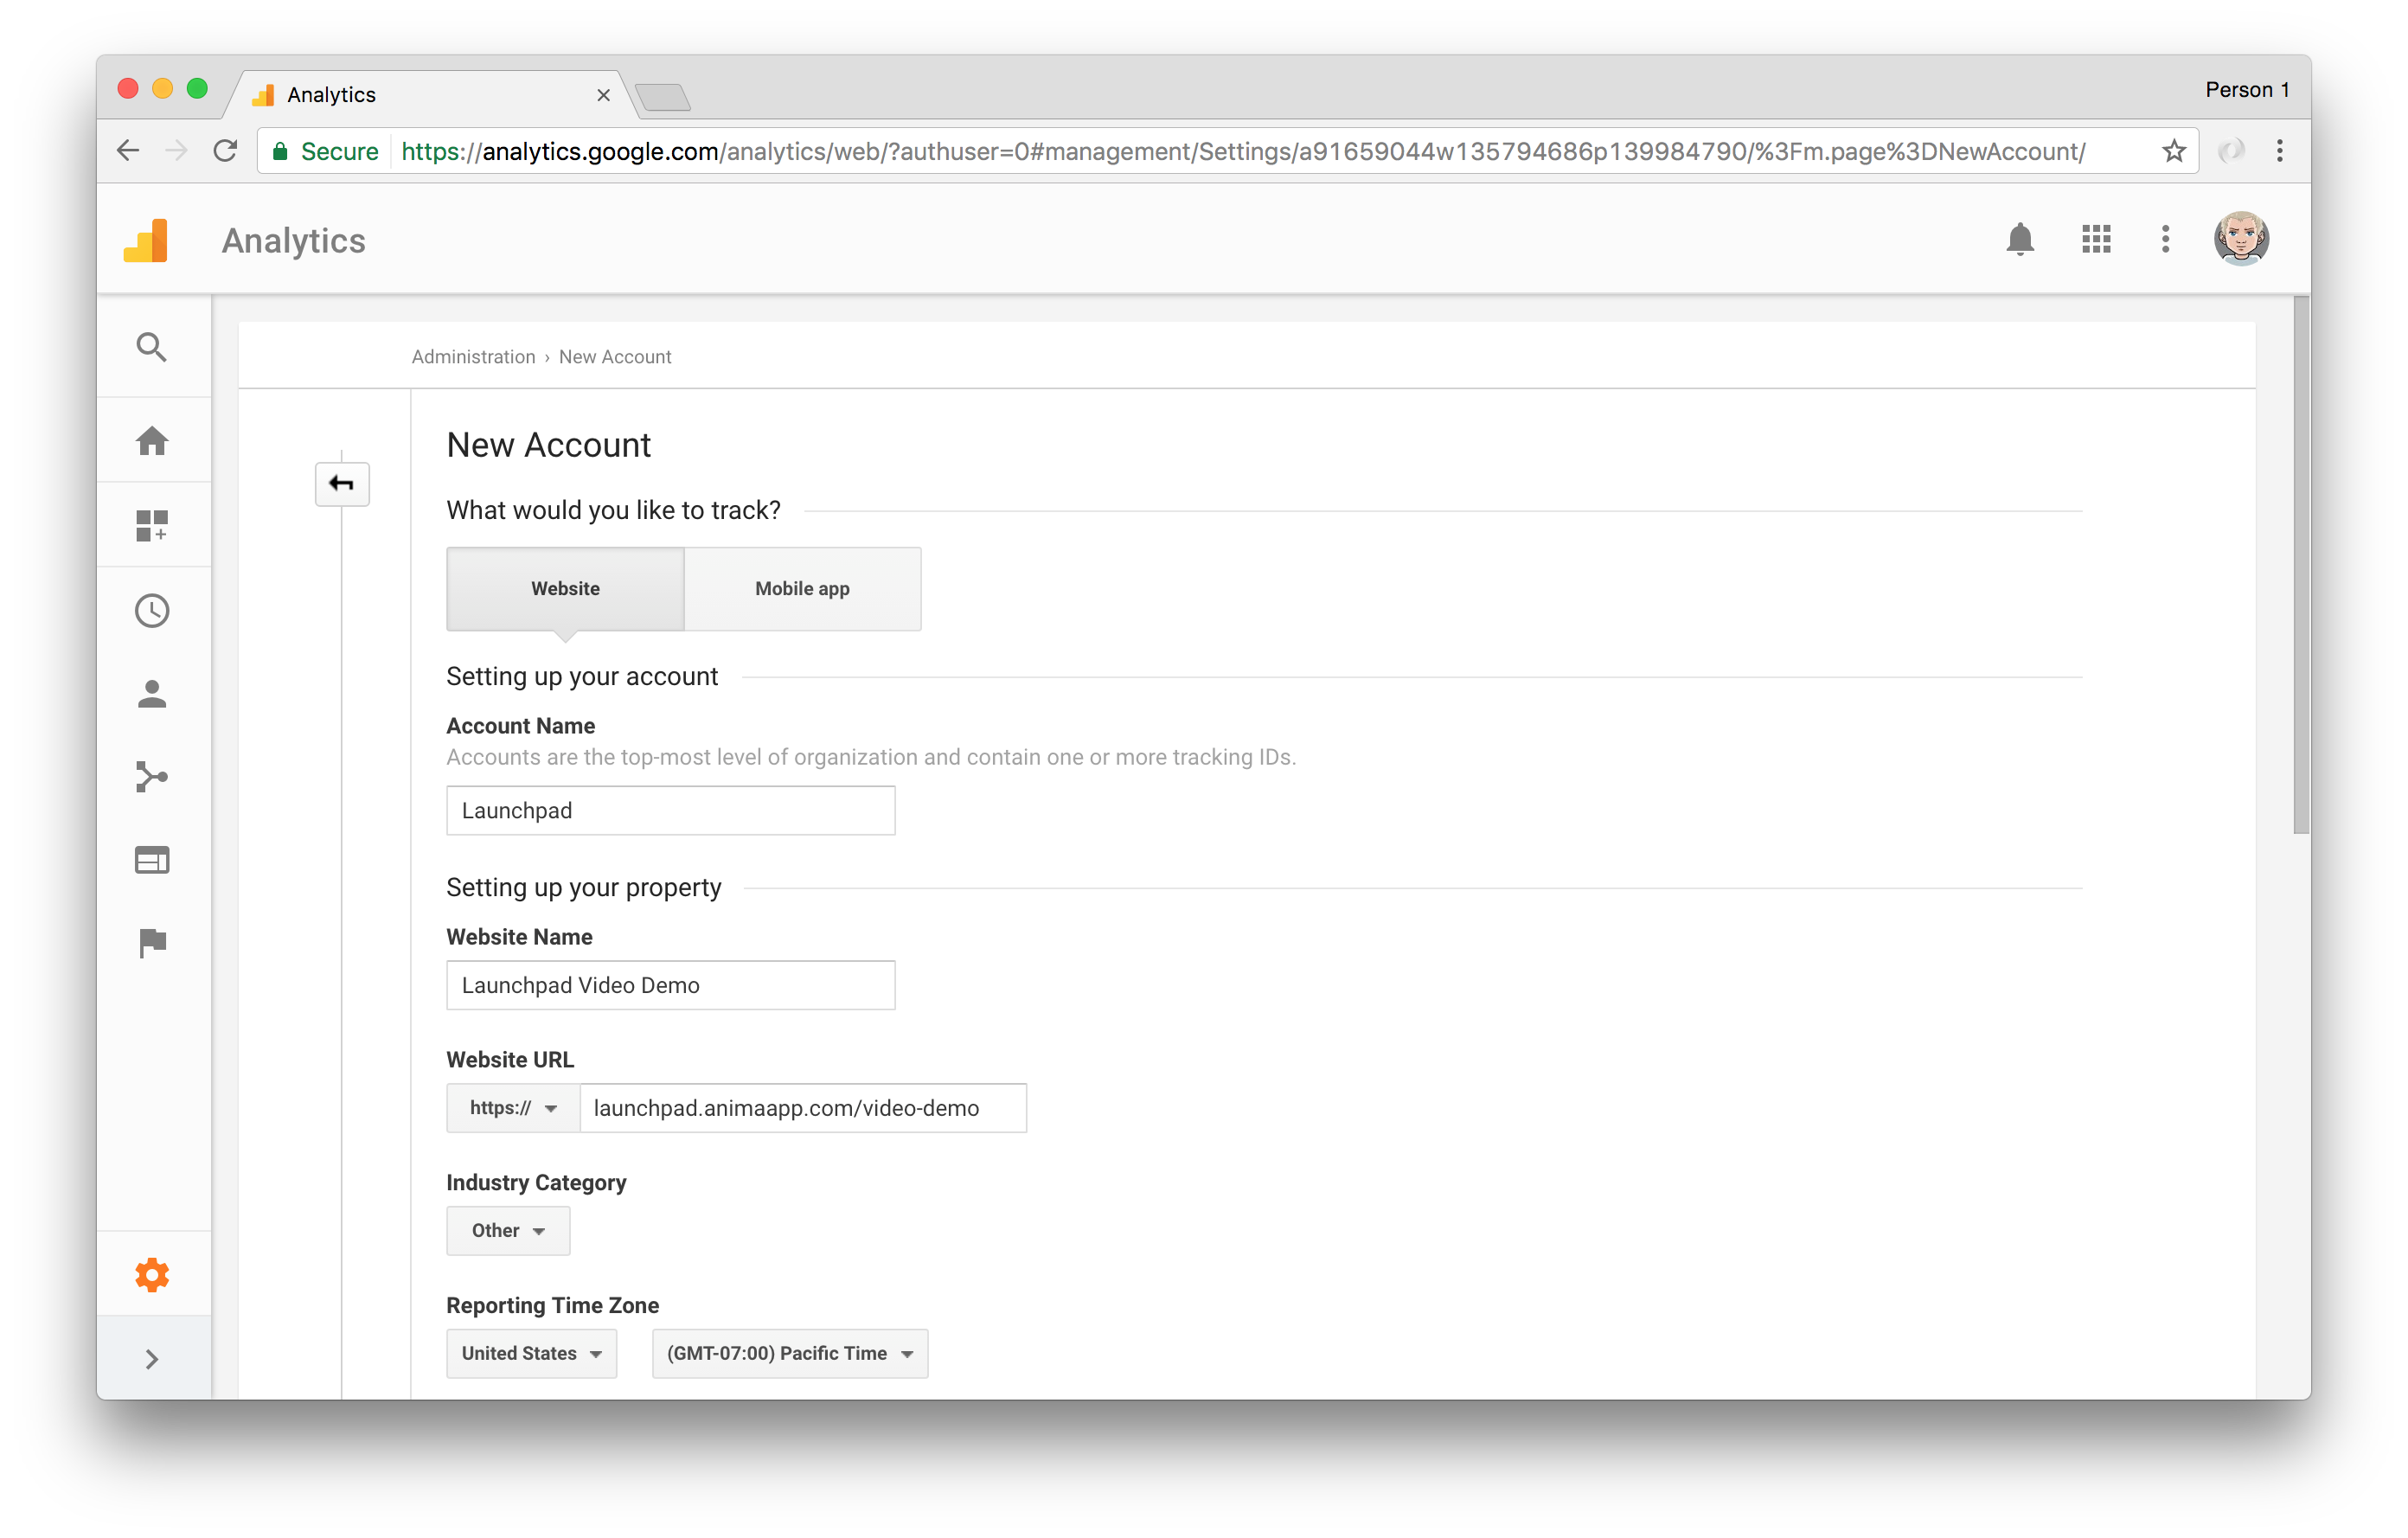 Analytics
Person 1
Secure https://analytics.google.com/analytics/web/?authuser=0#management/Settings/a91659044w135794686p139984790/%3Fm.page%3DNewAccount/
Analytics
Administration › New Account
New Account
What would you like to track?
Website Mobile app
Setting up your account
Account Name
Accounts are the top-most level of organization and contain one or more tracking IDs.
Launchpad
Setting up your property
Website Name
Launchpad Video Demo
Website URL
https:// launchpad.animaapp.com/video-demo
Industry Category
Other
Reporting Time Zone
United States (GMT-07:00) Pacific Time